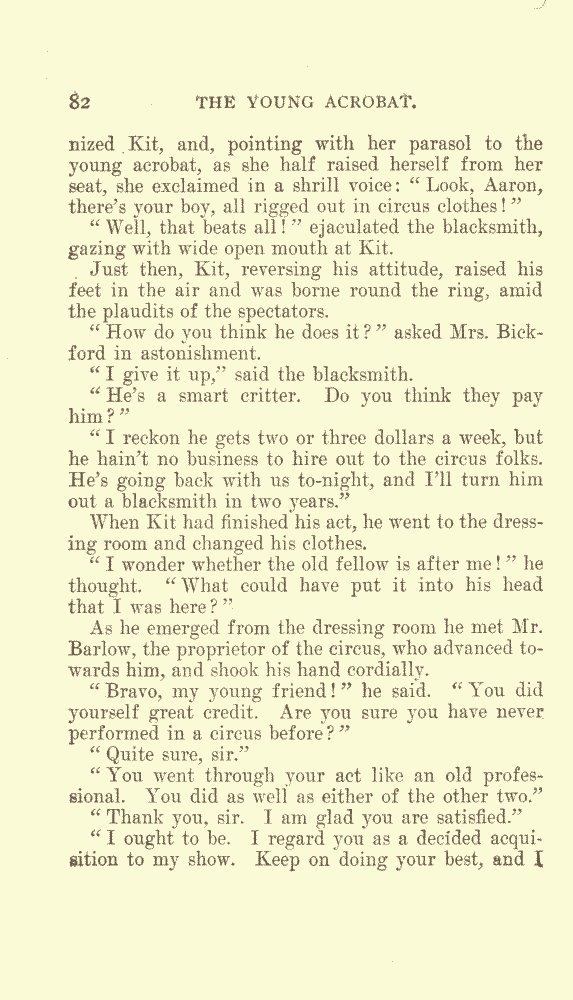 82 THE YOUNG ACROBAT.
nized Kit, and, pointing with her parasol to the
young acrobat, as she half raised herself from her
seat, she exclaimed in a shrill voice: “ Look, Aaron,
there’s your boy, all rigged out in circus clothes! ”
“ Well, that beats all! ” ejaculated the blacksmith,
gazing with wide open mouth at Kit.
Just then, Kit, reversing his attitude, raised his
feet in the air and was borne round the ring, amid
the plaudits of the spectators.
“ How do you think he does it? ” asked Mrs. Bick-
ford in astonishment.
“ I give it up,” said the blacksmith.
“ He’s a smart critter. Do you think they pay
him? ”
“ I reckon he gets two or three dollars a week, but
he hain’t no business to hire out to the circus folks.
He’s going back with us to-night, and I’ll turn him
out a blacksmith in two years.”
When Kit had finished his act, he went to the dress-
ing room and changed his clothes.
“ I wonder whether the old fellow is after me! ” he
thought. “ What could have put it into his head
that I was here? ”
As he emerged from the dressing room he met Mr.
Barlow, the proprietor of the circus, who advanced to-
wards him, and shook his hand cordially.
“ Bravo, my young friend! ” he said. “ You did
yourself great credit. Are you sure you have never
performed in a circus before? ”
“ Quite sure, sir.”
“ You went through your act like an old profes-
sional. You did as well as either of the other two.”
“ Thank you, sir. I am glad you are satisfied.”
“ I ought to be. I regard you as a decided acqui-
sition to my show. Keep on doing your best, and I